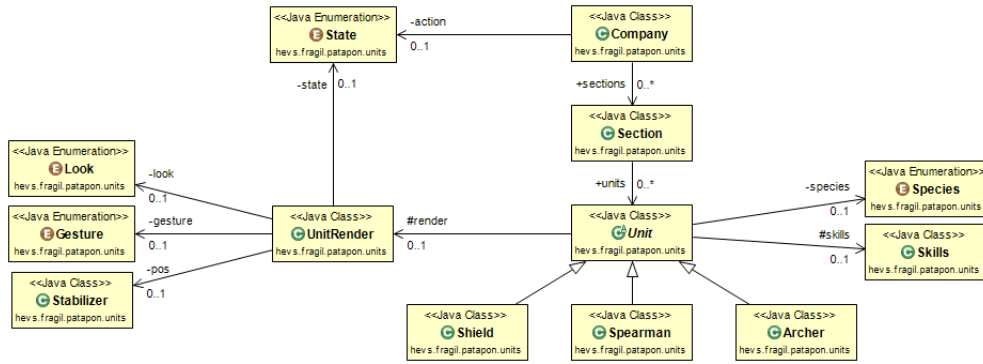 <<Java Enumeration>>
E State
hevs.fragil.patapon.units
-action
0..1
<<Java Class>>
C Company
hevs.fragil.patapon.units
-state
0..1
+sections
0..*
<<Java Class>>
C Section
hevs.fragil.patapon.units
<<Java Enumeration>>
E Look
hevs.fragil.patapon.units
-look
0..1
+units
0..*
<<Java Enumeration>>
E Species
hevs.fragil.patapon.units
-species
0..1
<<Java Enumeration>>
E Gesture
hevs.fragil.patapon.units
-gesture
0..1
<<Java Class>>
C UnitRender
hevs.fragil.patapon.units
#render
0..1
<<Java Class>>
C A Unit
hevs.fragil.patapon.units
#skills
0..1
<<Java Class>>
C Skills
hevs.fragil.patapon.units
<<Java Class>>
C Stabilizer
hevs.fragil.patapon.units
-pos
0..1
<<Java Class>>
C Shield
hevs.fragil.patapon.units
<<Java Class>>
C Spearman
hevs.fragil.patapon.units
<<Java Class>>
C Archer
hevs.fragil.patapon.units